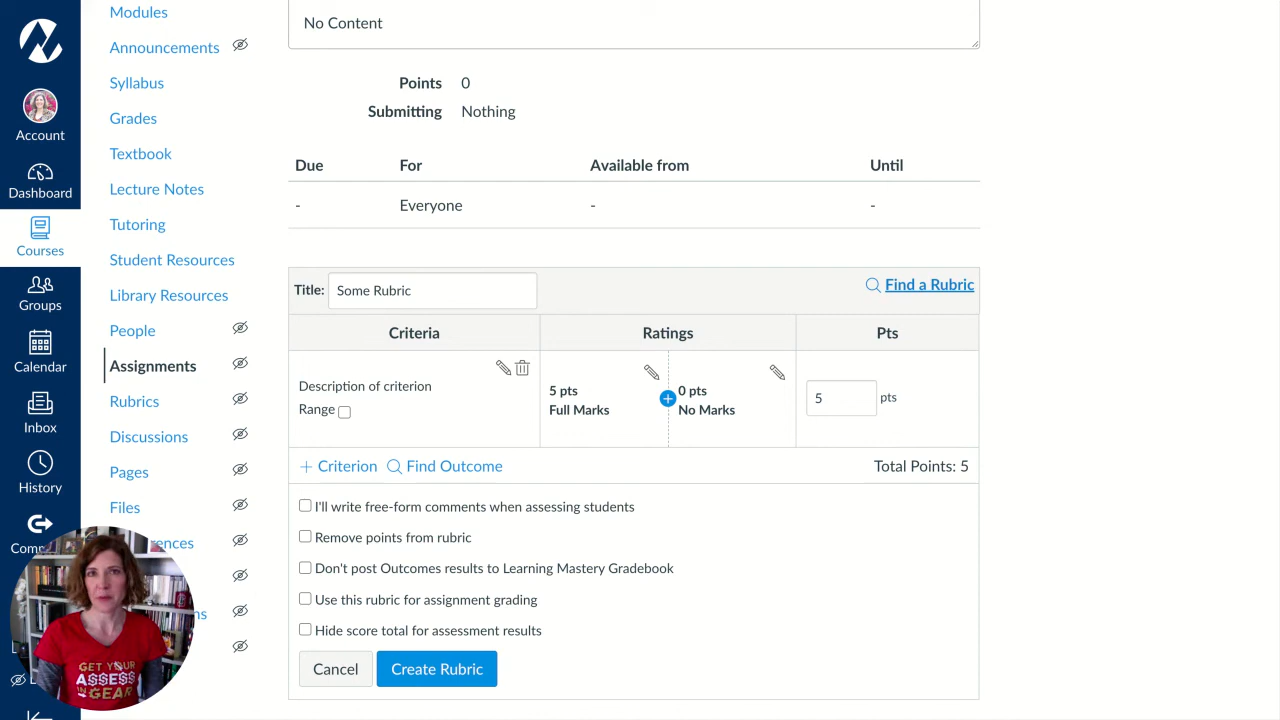 Account
Dashboard
Courses
Groups
Calendar
Inbox
History
Com
Modules
Announcements
Syllabus
Grades
Textbook
Lecture Notes
Tutoring
Student Resources
Library Resources
People
Assignments
Rubrics
Discussions
Pages
Files
rences
ns
No Content
Points 0
Submitting Nothing
Due For Available from Until
- Everyone - -
Title: Some Rubric Find a Rubric
Criteria Ratings Pts
Description of criterion
Range
5 pts
Full Marks
0 pts
No Marks
5 pts
+ Criterion Find Outcome Total Points: 5
I'll write free-form comments when assessing students
Remove points from rubric
Don't post Outcomes results to Learning Mastery Gradebook
Use this rubric for assignment grading
Hide score total for assessment results
Cancel Create Rubric
GET YOUR
ASSESS
IN GEAR